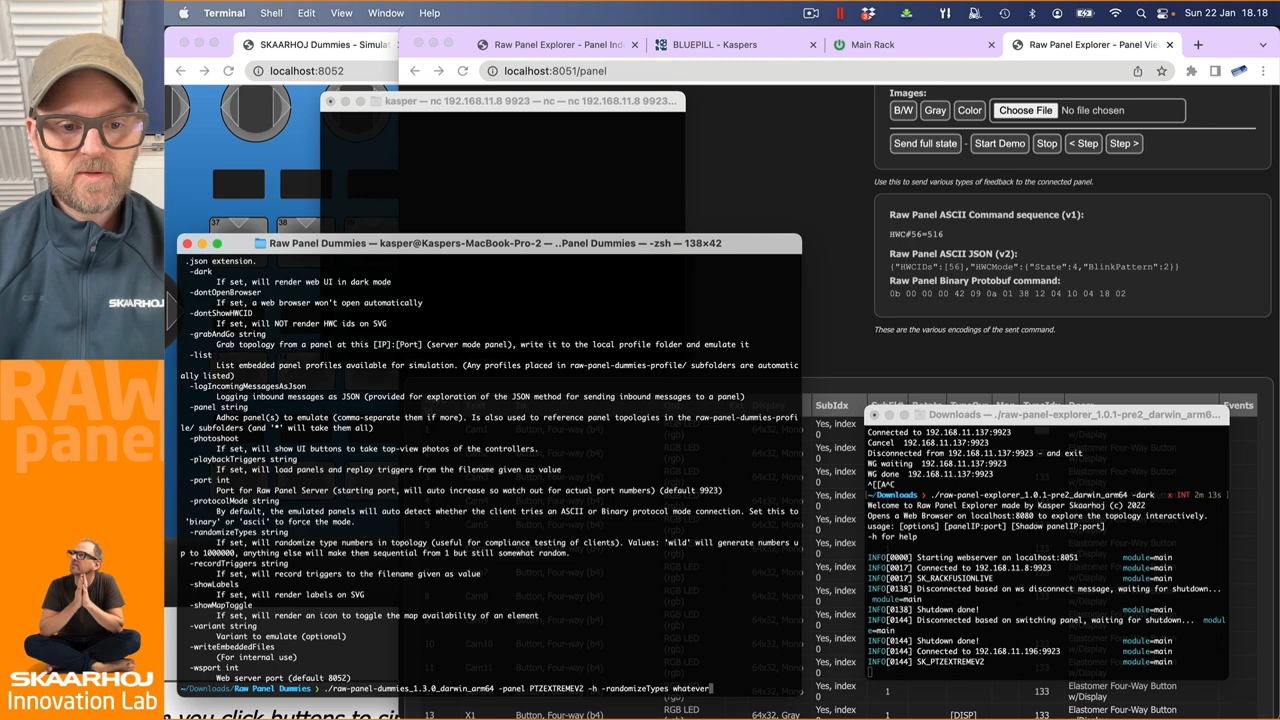 Terminal Shell Edit View Window Help
Sun 22 Jan 18.18
SKAARHOJ Dummies - Simulat
Raw Panel Explorer - Panel Ind
BLUEPILL - Kaspers
Main Rack
Raw Panel Explorer - Panel View
localhost:8052
localhost:8051/panel
kasper — nc 192.168.11.8 9923 — nc — nc 192.168.11.8 9923...
Images:
B/W Gray Color Choose File No file chosen
Send full state - Start Demo Stop < Step Step >
Use this to send various types of feedback to the connected panel.
37 38
Raw Panel ASCII Command sequence (v1):
HWC#56=516
Raw Panel ASCII JSON (v2):
{"HWCIDs":[56],"HWCMode":{"State":4,"BlinkPattern":2}}
Raw Panel Binary Protobuf command:
0b 00 00 00 42 09 0a 01 38 12 04 10 04 18 02
These are the various encodings of the sent command.
Raw Panel Dummies — kasper@Kaspers-MacBook-Pro-2 — ..Panel Dummies — -zsh — 138×42
.json extension.
-dark
If set, will render web UI in dark mode
-dontOpenBrowser
If set, a web browser won't open automatically
-dontShowHWCID
If set, will NOT render HWC ids on SVG
-grabAndGo string
Grab topology from a panel at this [IP]:[Port] (server mode panel), write it to the local profile folder and emulate it
-list
List embedded panel profiles available for simulation. (Any profiles placed in raw-panel-dummies-profile/ subfolders are automatic
ally listed)
-logIncomingMessagesAsJson
Logging inbound messages as JSON (provided for exploration of the JSON method for sending inbound messages to a panel)
-panel string
Adhoc panel(s) to emulate (comma-separate them if more). Is also used to reference panel topologies in the raw-panel-dummies-profi
le/ subfolders (and '*' will take them all)
-photoshoot
If set, will show UI buttons to take top-view photos of the controllers.
-playbackTriggers string
If set, will load panels and replay triggers from the filename given as value
-port int
Port for Raw Panel Server (starting port, will auto increase so watch out for actual port numbers) (default 9923)
-protocolMode string
By default, the emulated panels will auto detect whether the client tries an ASCII or Binary protocol mode connection. Set this to
'binary' or 'ascii' to force the mode.
-randomizeTypes string
If set, will randomize type numbers in topology (useful for compliance testing of clients). Values: 'wild' will generate numbers u
p to 1000000, anything else will make them sequential from 1 but still somewhat random.
-recordTriggers string
If set, will record triggers to the filename given as value
-showLabels
If set, will render labels on SVG
-showMapToggle
If set, will render an icon to toggle the map availability of an element
-variant string
Variant to emulate (optional)
-writeEmbeddedFiles
(For internal use)
-wsport int
Web server port (default 8052)
~/Downloads/Raw Panel Dummies ❯ ./raw-panel-dummies_1.3.0_darwin_arm64 -panel PTZEXTREMEV2 -h -randomizeTypes whatever
SubIdx
Events
Yes, index
0
Downloads — ./raw-panel-explorer_1.0.1-pre2_darwin_arm6...
Connected to 192.168.11.137:9923
Cancel 192.168.11.137:9923
Disconnected from 192.168.11.137:9923 - and exit
WG waiting 192.168.11.137:9923
WG done 192.168.11.137:9923
^[[A^C
~/Downloads ❯ ./raw-panel-explorer_1.0.1-pre2_darwin_arm64 -dark x INT 2m 13s
Welcome to Raw Panel Explorer made by Kasper Skaarhoj (c) 2022
Opens a Web Browser on localhost:8080 to explore the topology interactively.
usage: [options] [panelIP:port] [Shadow panelIP:port]
-h for help
INFO[0000] Starting webserver on localhost:8051 module=main
INFO[0017] Connected to 192.168.11.8:9923 module=main
INFO[0017] SK_RACKFUSIONLIVE module=main
INFO[0138] Disconnected based on ws disconnect message, waiting for shutdown...
module=main
INFO[0138] Shutdown done! module=main
INFO[0144] Disconnected based on switching panel, waiting for shutdown... modul
e=main
INFO[0144] Shutdown done! module=main
INFO[0144] Connected to 192.168.11.196:9923 module=main
INFO[0144] SK_PTZEXTREMEV2 module=main
1 133 Elastomer Four-Way Button
13 X1 Button, Four-way (b4) 64x32, Gray Yes, index 1 [DISP] 133 Elastomer Four-Way
SKAARHOJ
RAW
panel
SKAARHOJ
Innovation Lab